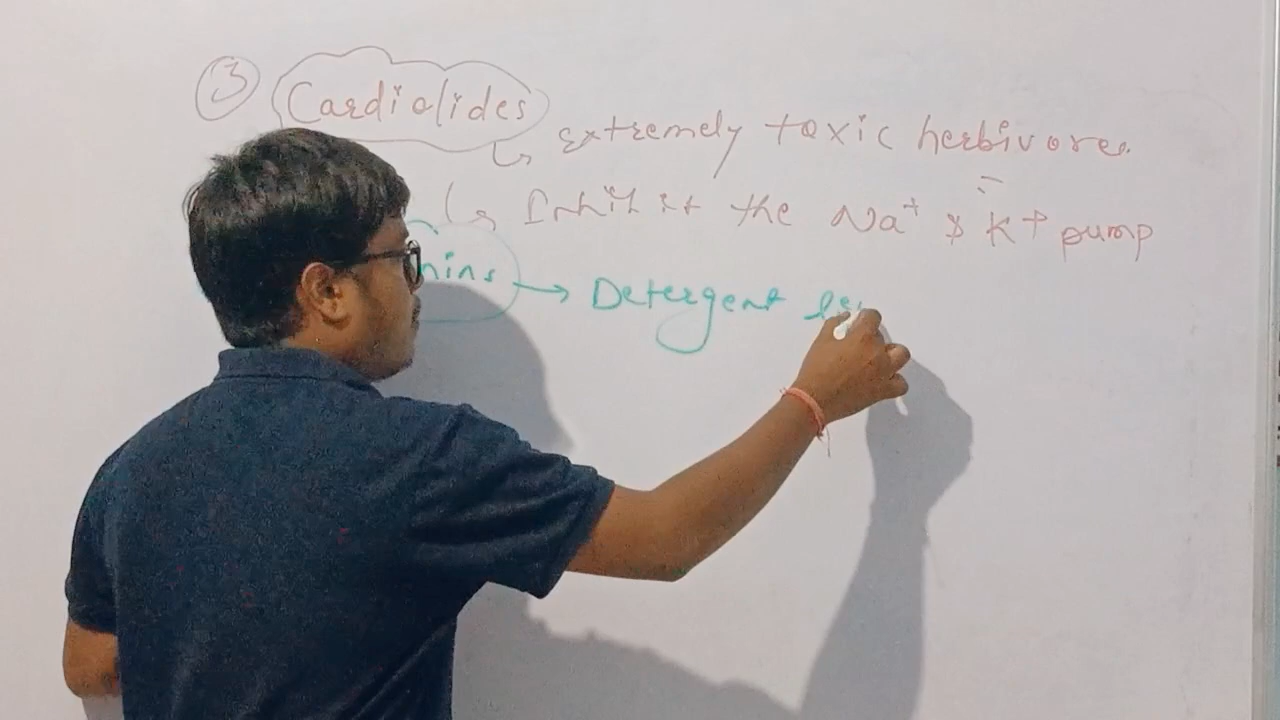 ③ Cardiolides
↳ Extremely toxic herbivores.
↳ Inhibit the Na+ & K+ pump
nins → Detergent